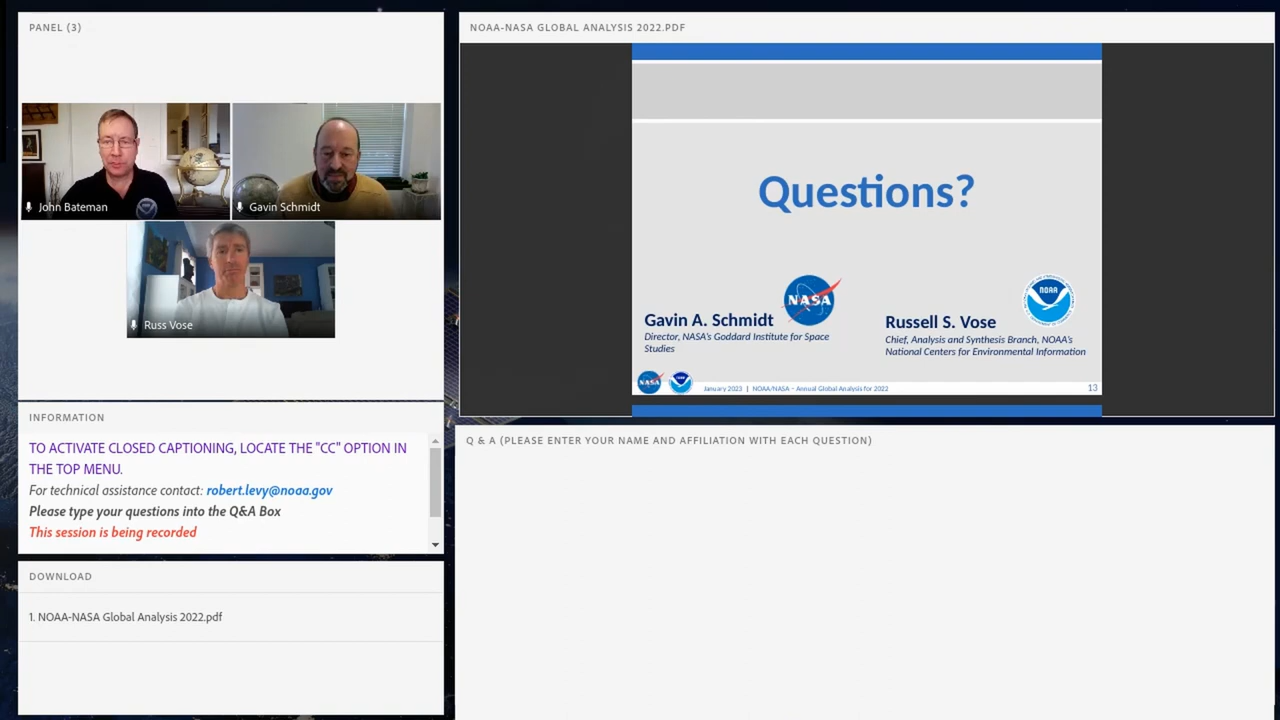 PANEL (3)
John Bateman
Gavin Schmidt
Russ Vose
INFORMATION
TO ACTIVATE CLOSED CAPTIONING, LOCATE THE "CC" OPTION IN
THE TOP MENU.
For technical assistance contact: robert.levy@noaa.gov
Please type your questions into the Q&A Box
This session is being recorded
DOWNLOAD
1. NOAA-NASA Global Analysis 2022.pdf
NOAA-NASA GLOBAL ANALYSIS 2022.PDF
Questions?
NASA
NOAA
Gavin A. Schmidt
Director, NASA's Goddard Institute for Space
Studies
Russell S. Vose
Chief, Analysis and Synthesis Branch, NOAA's
National Centers for Environmental Information
NASA
January 2023 | NOAA/NASA – Annual Global Analysis for 2022
13
Q & A (PLEASE ENTER YOUR NAME AND AFFILIATION WITH EACH QUESTION)